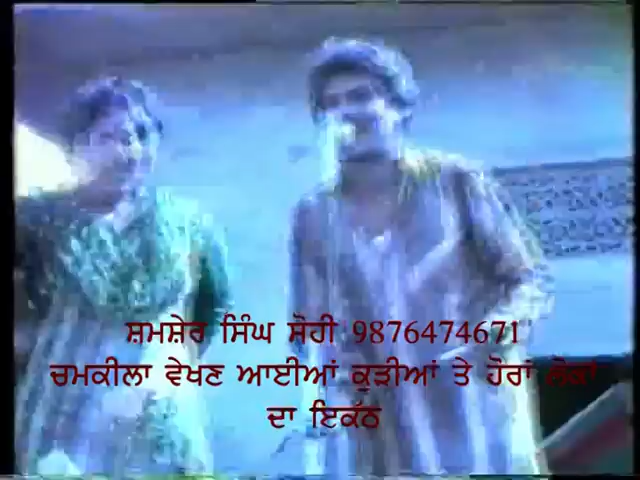 ਸ਼ਮਸ਼ੇਰ ਸਿੰਘ ਸੋਹੀ 9876474671
ਚਮਕੀਲਾ ਵੇਖਣ ਆਈਆਂ ਕੁੜੀਆਂ ਤੇ ਹੋਰਾਂ ਲੋਕਾਂ
ਦਾ ਇਕੱਠ